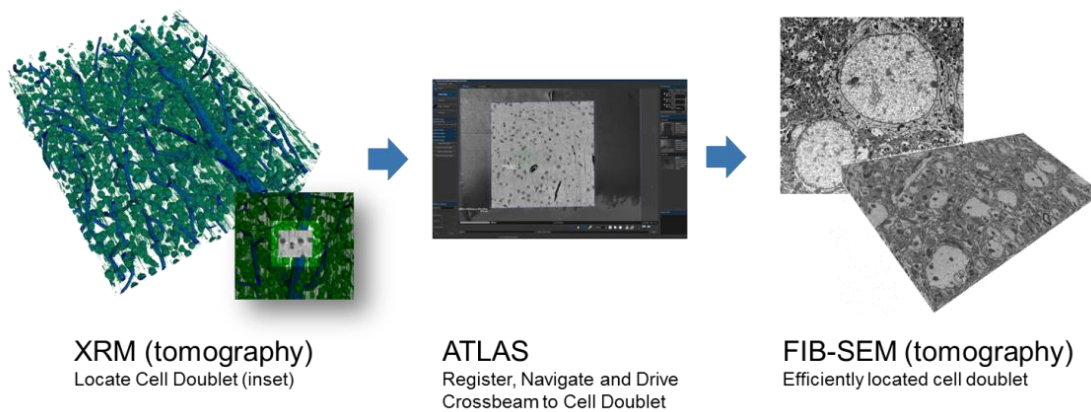 XRM (tomography)
Locate Cell Doublet (inset)
ATLAS
Register, Navigate and Drive
Crossbeam to Cell Doublet
FIB-SEM (tomography)
Efficiently located cell doublet